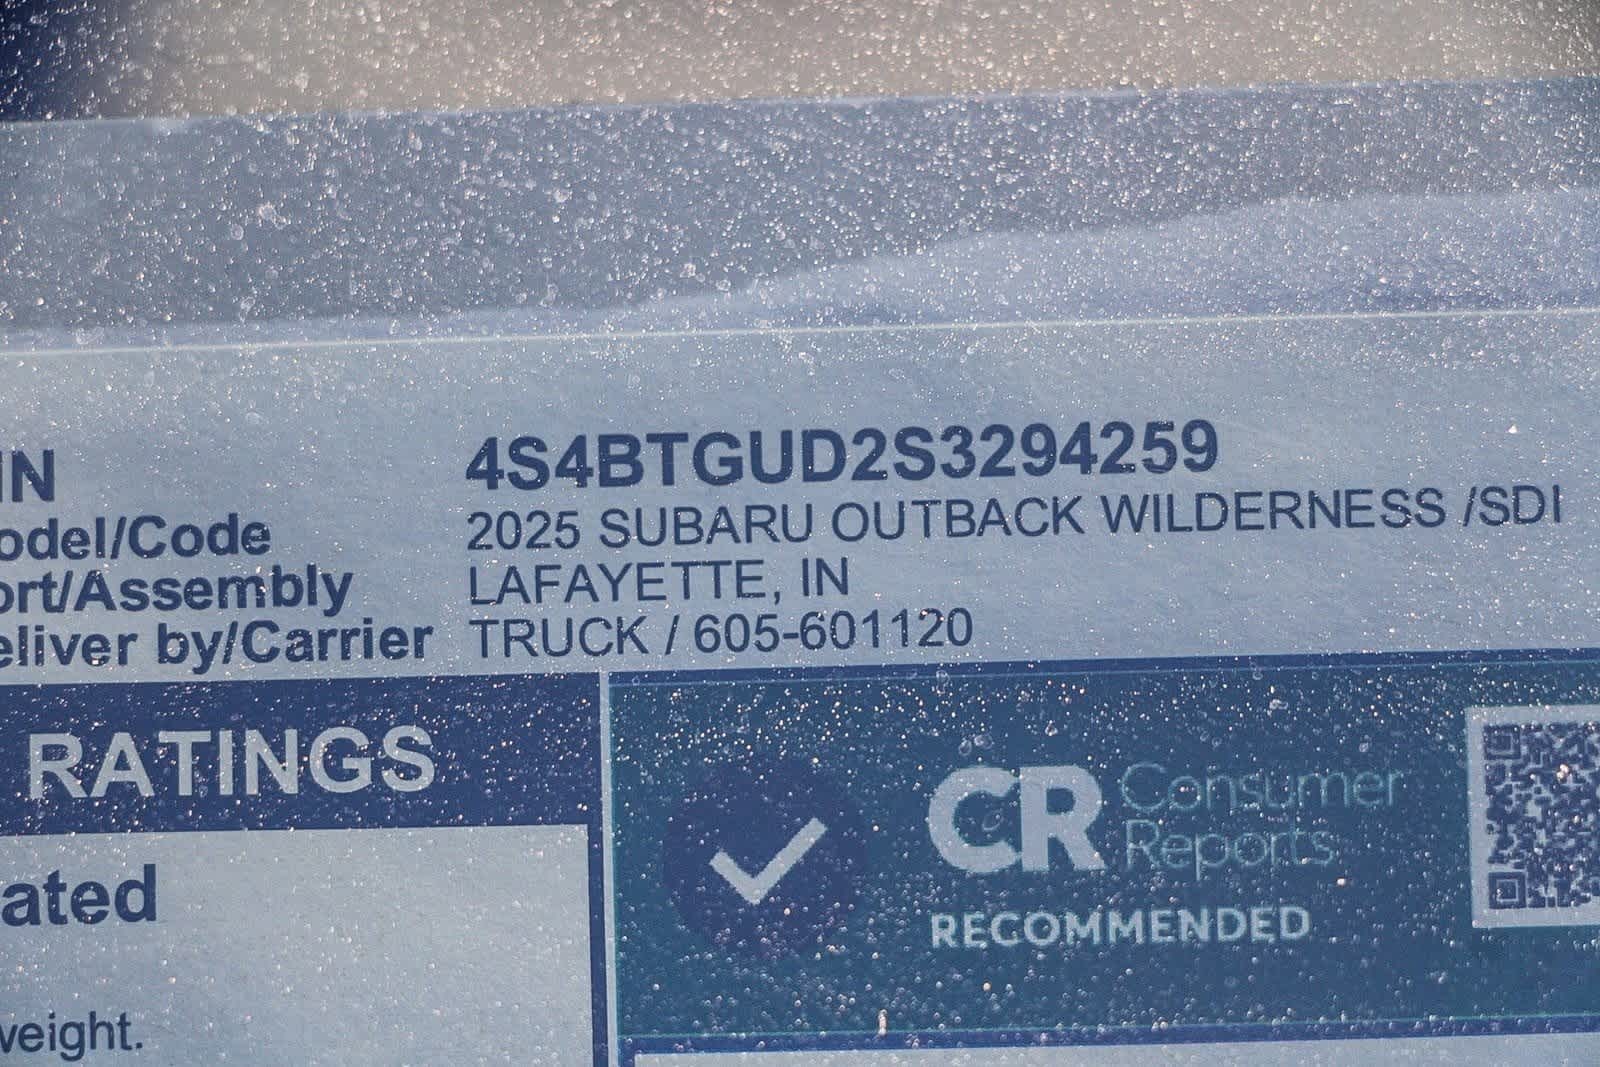 IN 4S4BTGUD2S3294259
odel/Code 2025 SUBARU OUTBACK WILDERNESS /SDI
ort/Assembly LAFAYETTE, IN
eliver by/Carrier TRUCK / 605-601120
RATINGS
CR Consumer
Reports
RECOMMENDED
ated
weight.